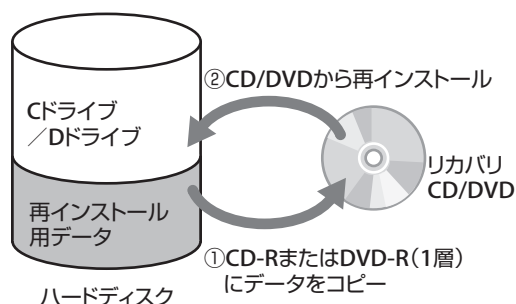 ②CD/DVDから再インストール
Cドライブ
／Dドライブ
リカバリ
CD/DVD
再インストール
用データ
①CD-RまたはDVD-R（1層）
にデータをコピー
ハードディスク